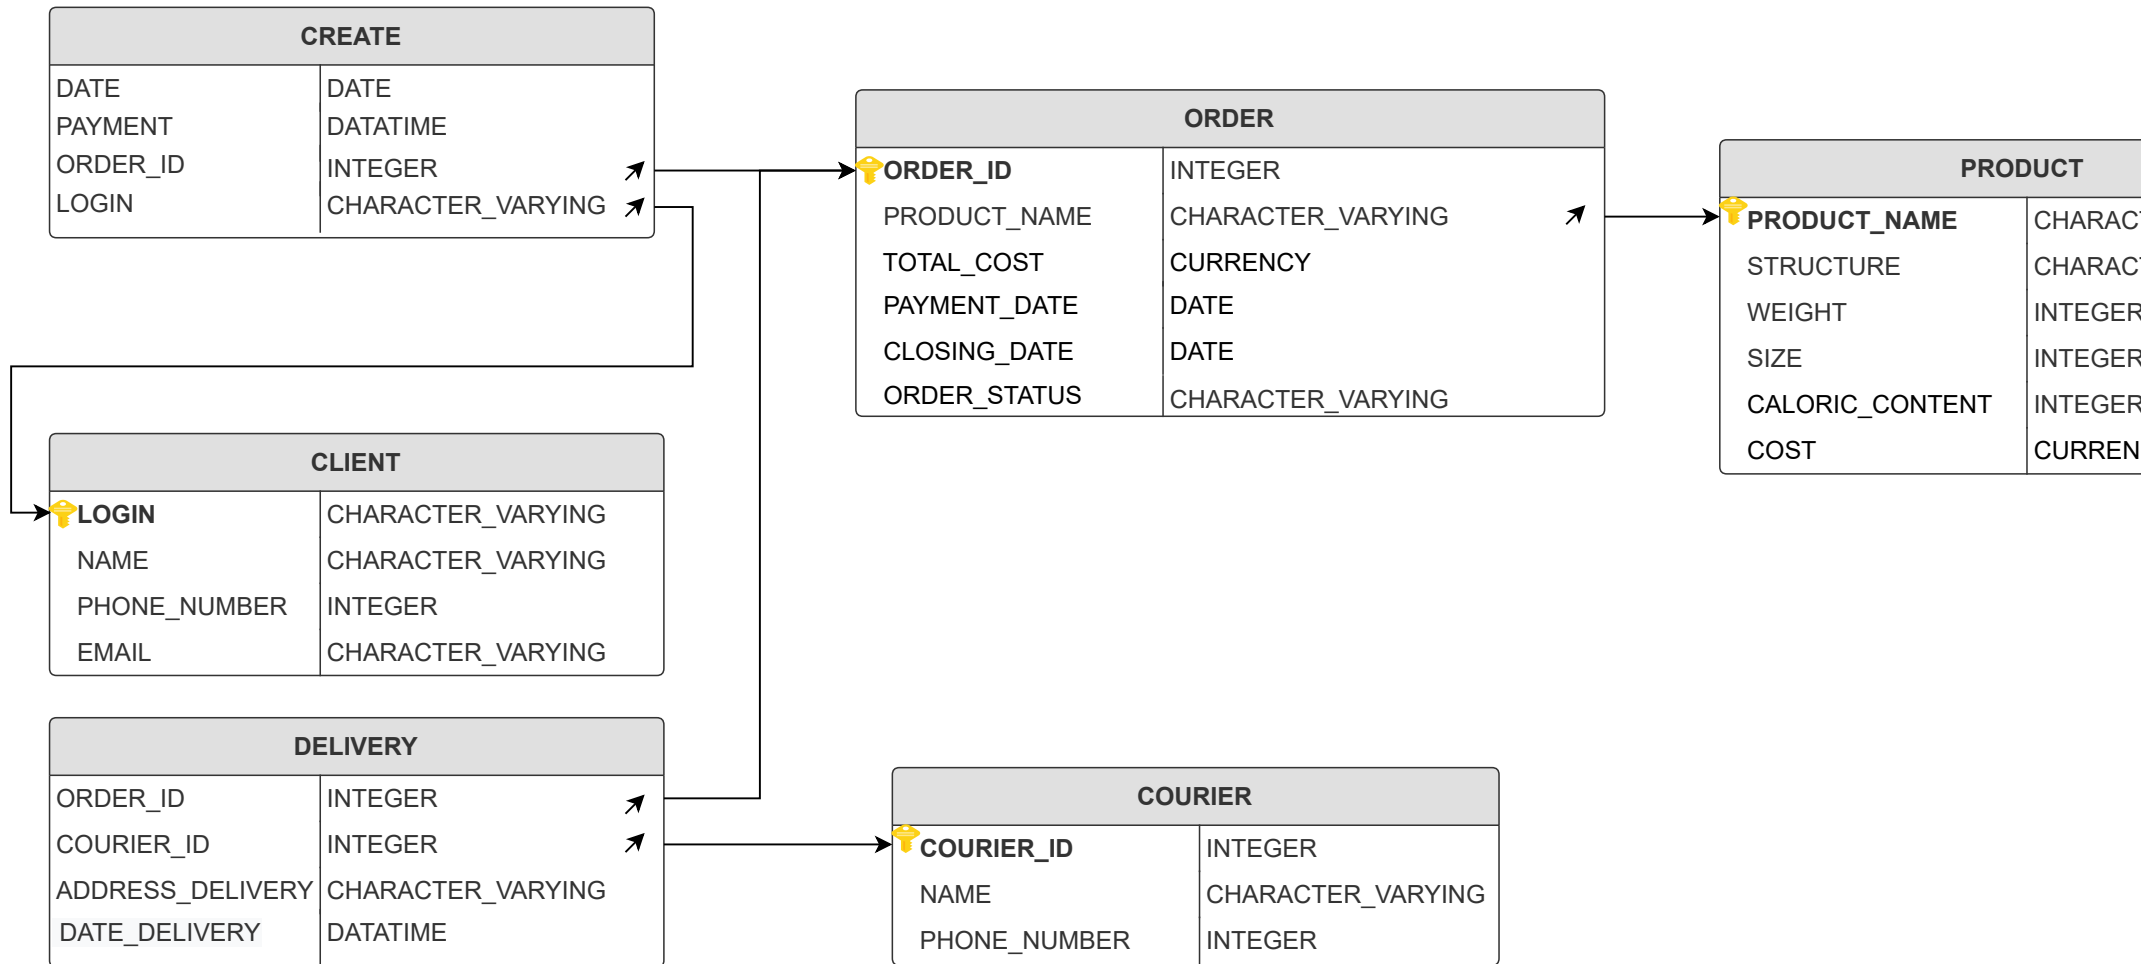 CREATE
DATE DATE
PAYMENT DATATIME
ORDER_ID INTEGER
LOGIN CHARACTER_VARYING
ORDER
ORDER_ID INTEGER
PRODUCT_NAME CHARACTER_VARYING
TOTAL_COST CURRENCY
PAYMENT_DATE DATE
CLOSING_DATE DATE
ORDER_STATUS CHARACTER_VARYING
PRODUCT
PRODUCT_NAME
STRUCTURE
WEIGHT INTEGER
SIZE INTEGER
CALORIC_CONTENT INTEGER
COST CURREN
CLIENT
LOGIN CHARACTER_VARYING
NAME CHARACTER_VARYING
PHONE_NUMBER INTEGER
EMAIL CHARACTER_VARYING
DELIVERY
ORDER_ID INTEGER
COURIER_ID INTEGER
ADDRESS_DELIVERY CHARACTER_VARYING
DATE_DELIVERY DATATIME
COURIER
COURIER_ID INTEGER
NAME CHARACTER_VARYING
PHONE_NUMBER INTEGER